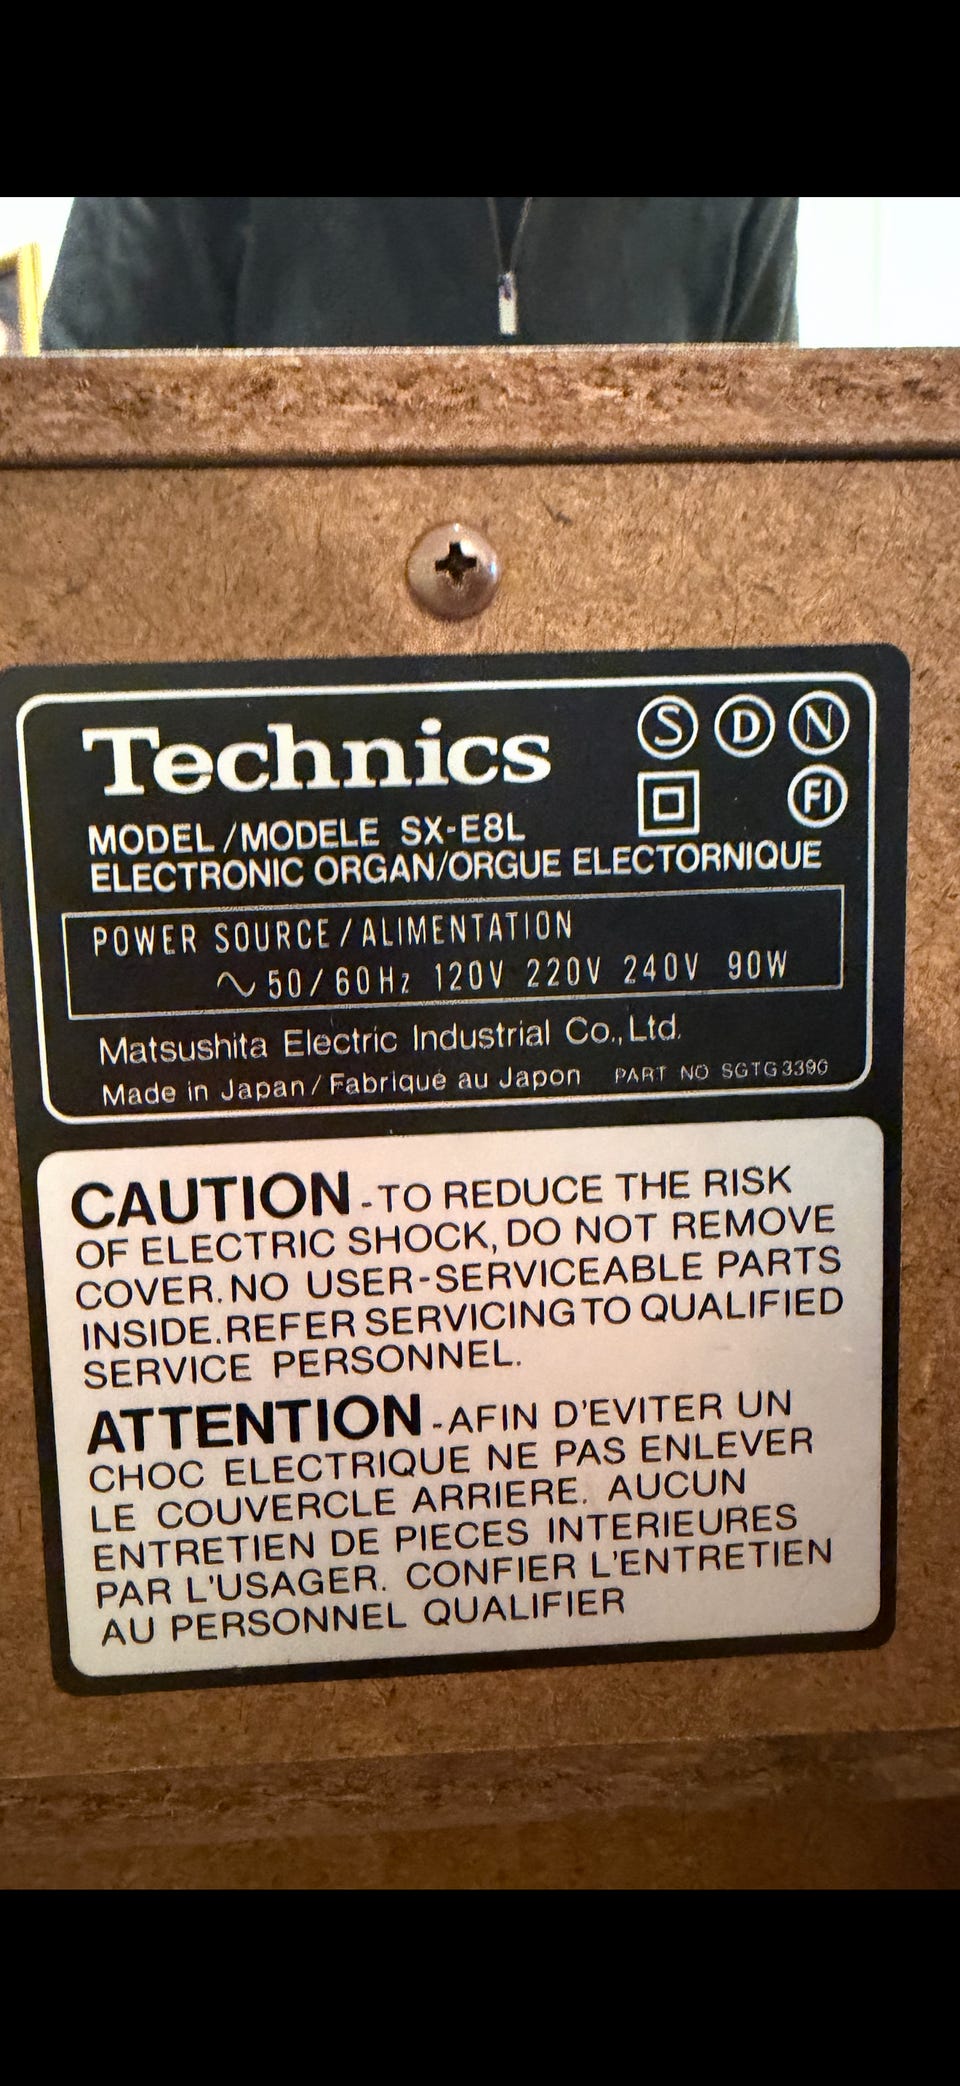 Technics
S D N
FI
MODEL/MODELE SX-E8L
ELECTRONIC ORGAN/ORGUE ELECTORNIQUE
POWER SOURCE/ALIMENTATION
∿50/60Hz 120V 220V 240V 90W
Matsushita Electric Industrial Co.,Ltd.
Made in Japan/Fabriqué au Japon PART NO
CAUTION-TO REDUCE THE RISK
OF ELECTRIC SHOCK, DO NOT REMOVE
COVER. NO USER-SERVICEABLE PARTS
INSIDE. REFER SERVICING TO QUALIFIED
SERVICE PERSONNEL.
ATTENTION-AFIN D'EVITER UN
CHOC ELECTRIQUE NE PAS ENLEVER
LE COUVERCLE ARRIERE. AUCUN
ENTRETIEN DE PIECES INTERIEURES
PAR L'USAGER. CONFIER L'ENTRETIEN
AU PERSONNEL QUALIFIER